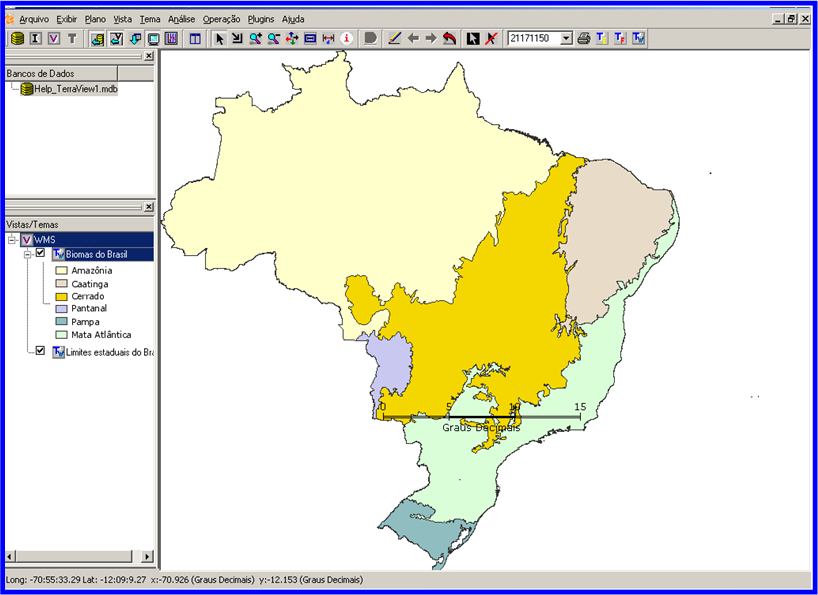 Arquivo Exibir Plano Vista Tema Análise Operação Plugins Ajuda
I V T 21171150
Bancos de Dados
Help_TerraView1.mdb
Vistas/Temas
WMS
Biomas do Brasil
Amazônia
Caatinga
Cerrado
Pantanal
Pampa
Mata Atlântica
Limites estaduais do Bra
0 5 10 15
Graus Decimais
Long: -70:55:33.29 Lat: -12:09:9.27 x:-70.926 (Graus Decimais) y:-12.153 (Graus Decimais)